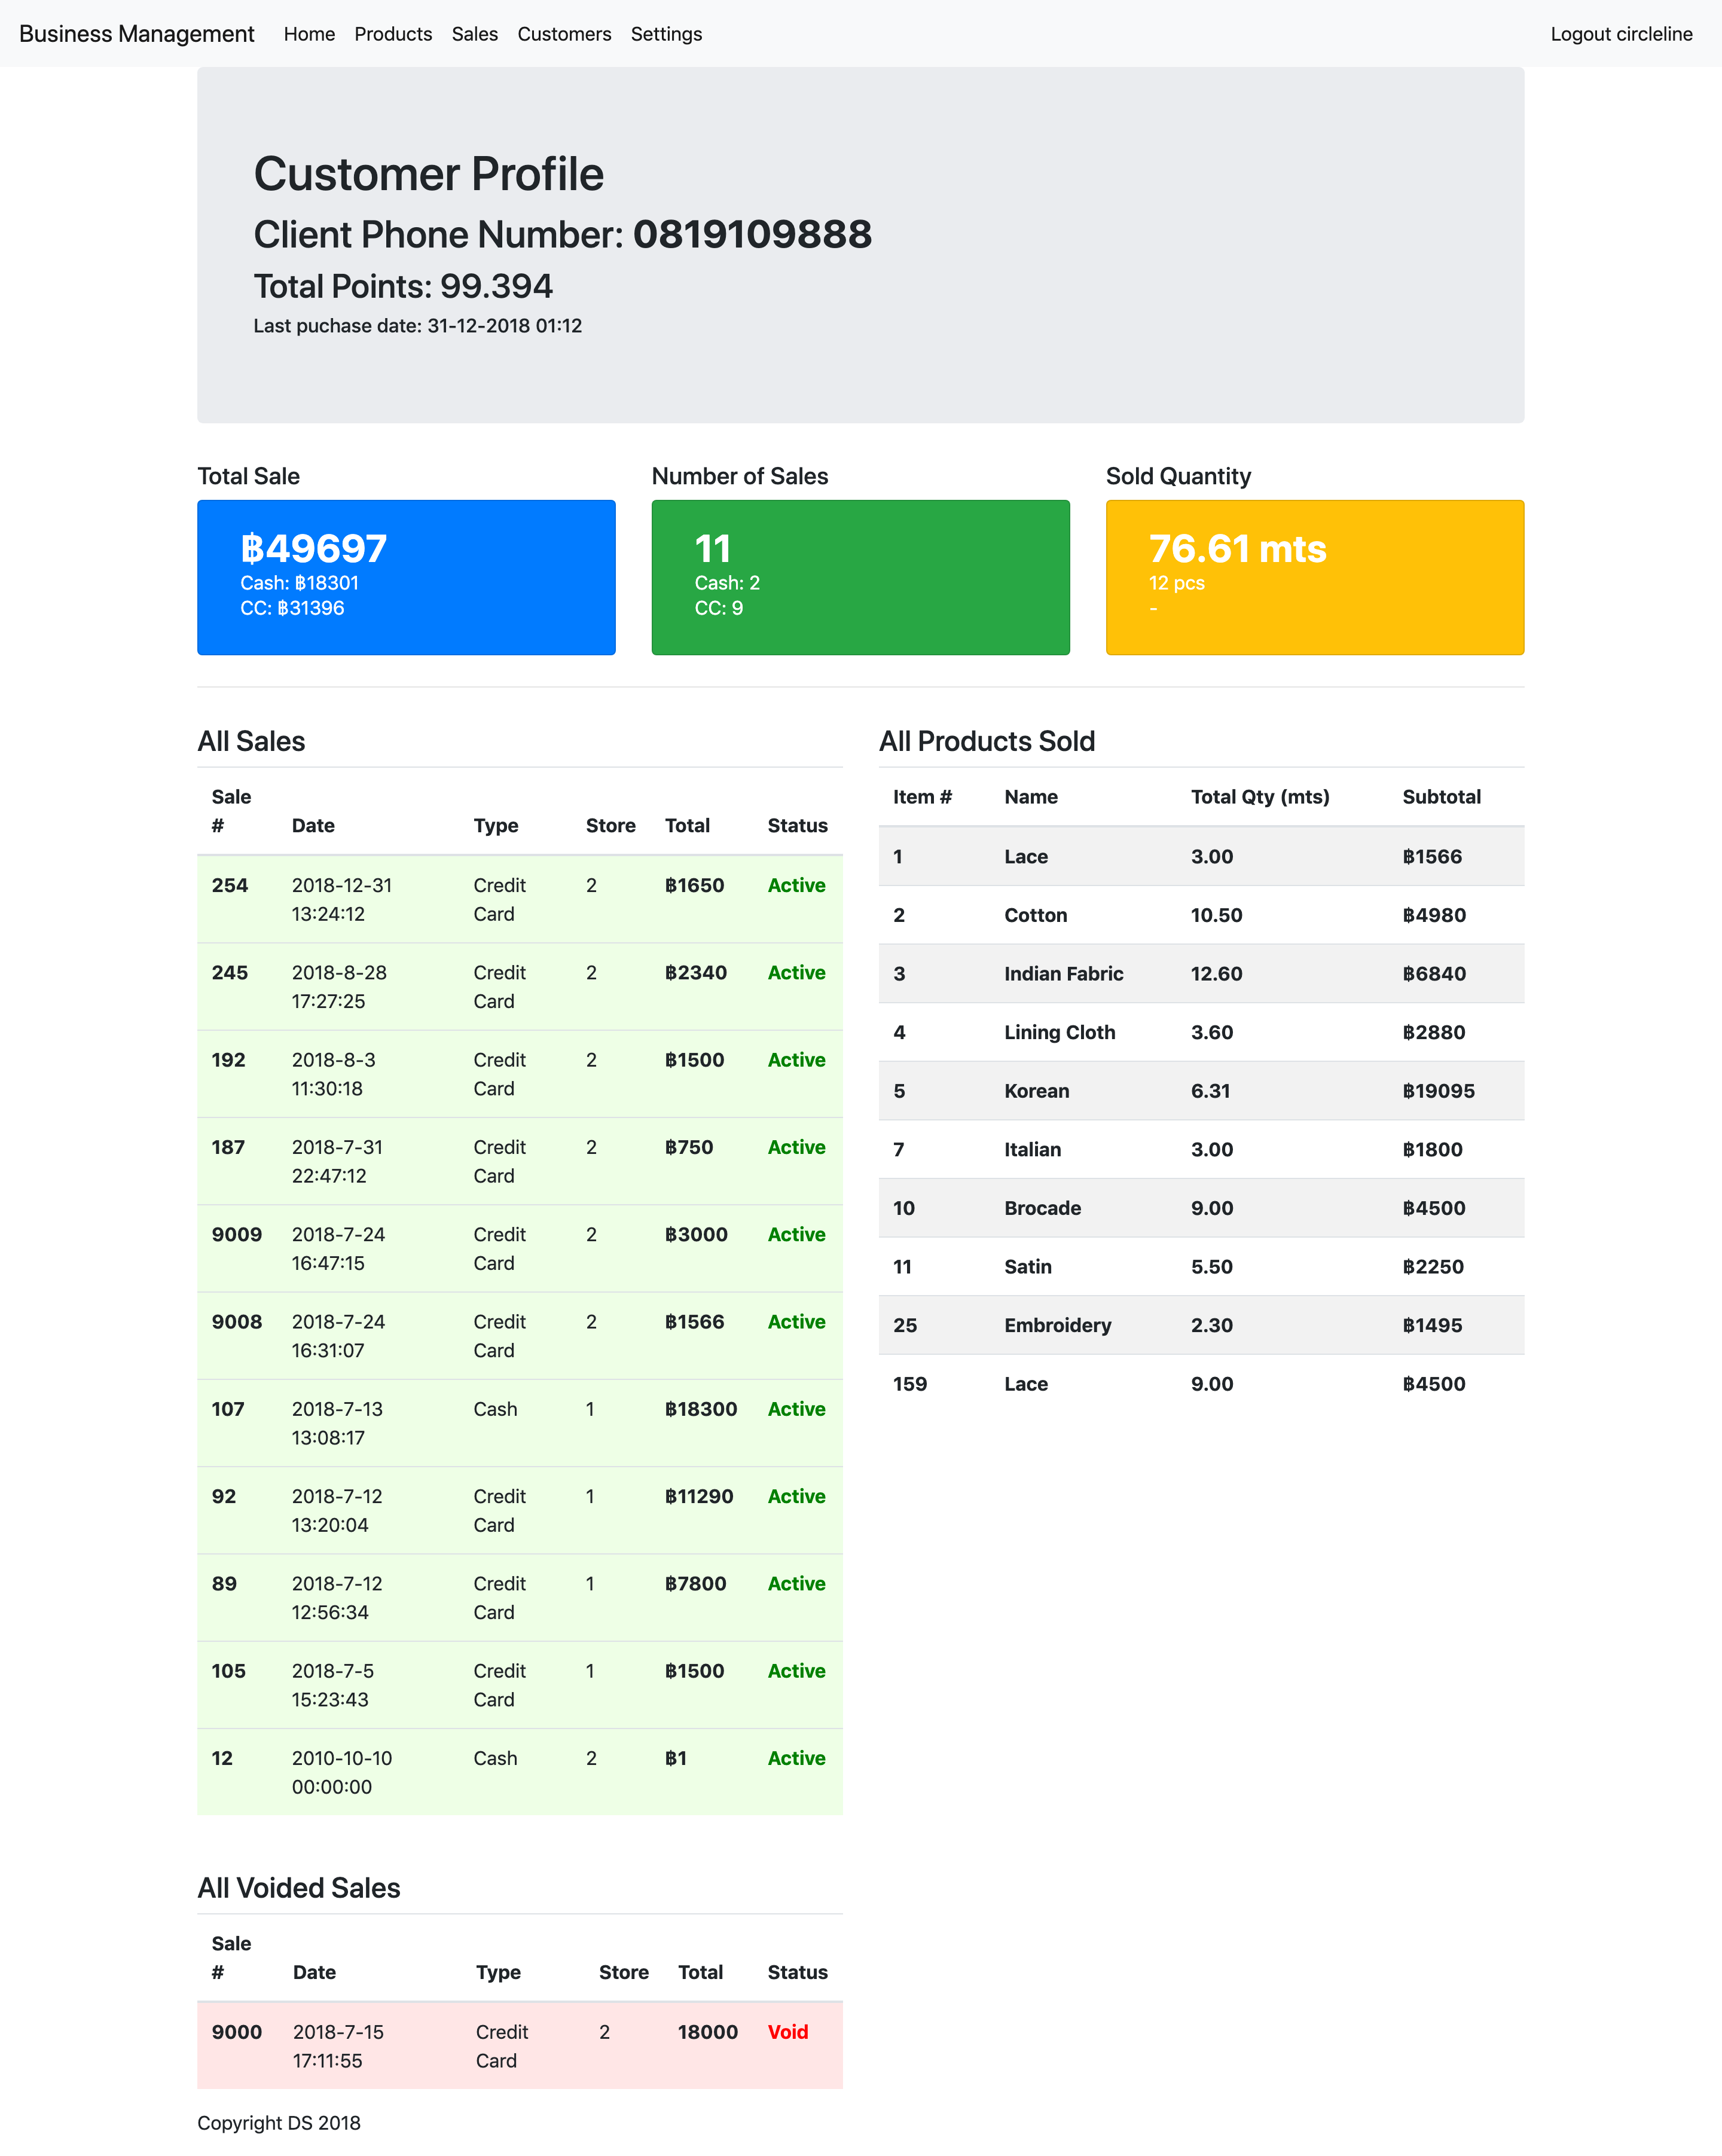 Business Management Home Products Sales Customers Settings Logout circleline
Customer Profile
Client Phone Number: 0819109888
Total Points: 99.394
Last puchase date: 31-12-2018 01:12
Total Sale
฿49697
Cash: ฿18301
CC: ฿31396
Number of Sales
11
Cash: 2
CC: 9
Sold Quantity
76.61 mts
12 pcs
-
All Sales
Sale # Date Type Store Total Status
254 2018-12-31 13:24:12 Credit Card 2 ฿1650 Active
245 2018-8-28 17:27:25 Credit Card 2 ฿2340 Active
192 2018-8-3 11:30:18 Credit Card 2 ฿1500 Active
187 2018-7-31 22:47:12 Credit Card 2 ฿750 Active
9009 2018-7-24 16:47:15 Credit Card 2 ฿3000 Active
9008 2018-7-24 16:31:07 Credit Card 2 ฿1566 Active
107 2018-7-13 13:08:17 Cash 1 ฿18300 Active
92 2018-7-12 13:20:04 Credit Card 1 ฿11290 Active
89 2018-7-12 12:56:34 Credit Card 1 ฿7800 Active
105 2018-7-5 15:23:43 Credit Card 1 ฿1500 Active
12 2010-10-10 00:00:00 Cash 2 ฿1 Active
All Products Sold
Item # Name Total Qty (mts) Subtotal
1 Lace 3.00 ฿1566
2 Cotton 10.50 ฿4980
3 Indian Fabric 12.60 ฿6840
4 Lining Cloth 3.60 ฿2880
5 Korean 6.31 ฿19095
7 Italian 3.00 ฿1800
10 Brocade 9.00 ฿4500
11 Satin 5.50 ฿2250
25 Embroidery 2.30 ฿1495
159 Lace 9.00 ฿4500
All Voided Sales
Sale # Date Type Store Total Status
9000 2018-7-15 17:11:55 Credit Card 2 18000 Void
Copyright DS 2018